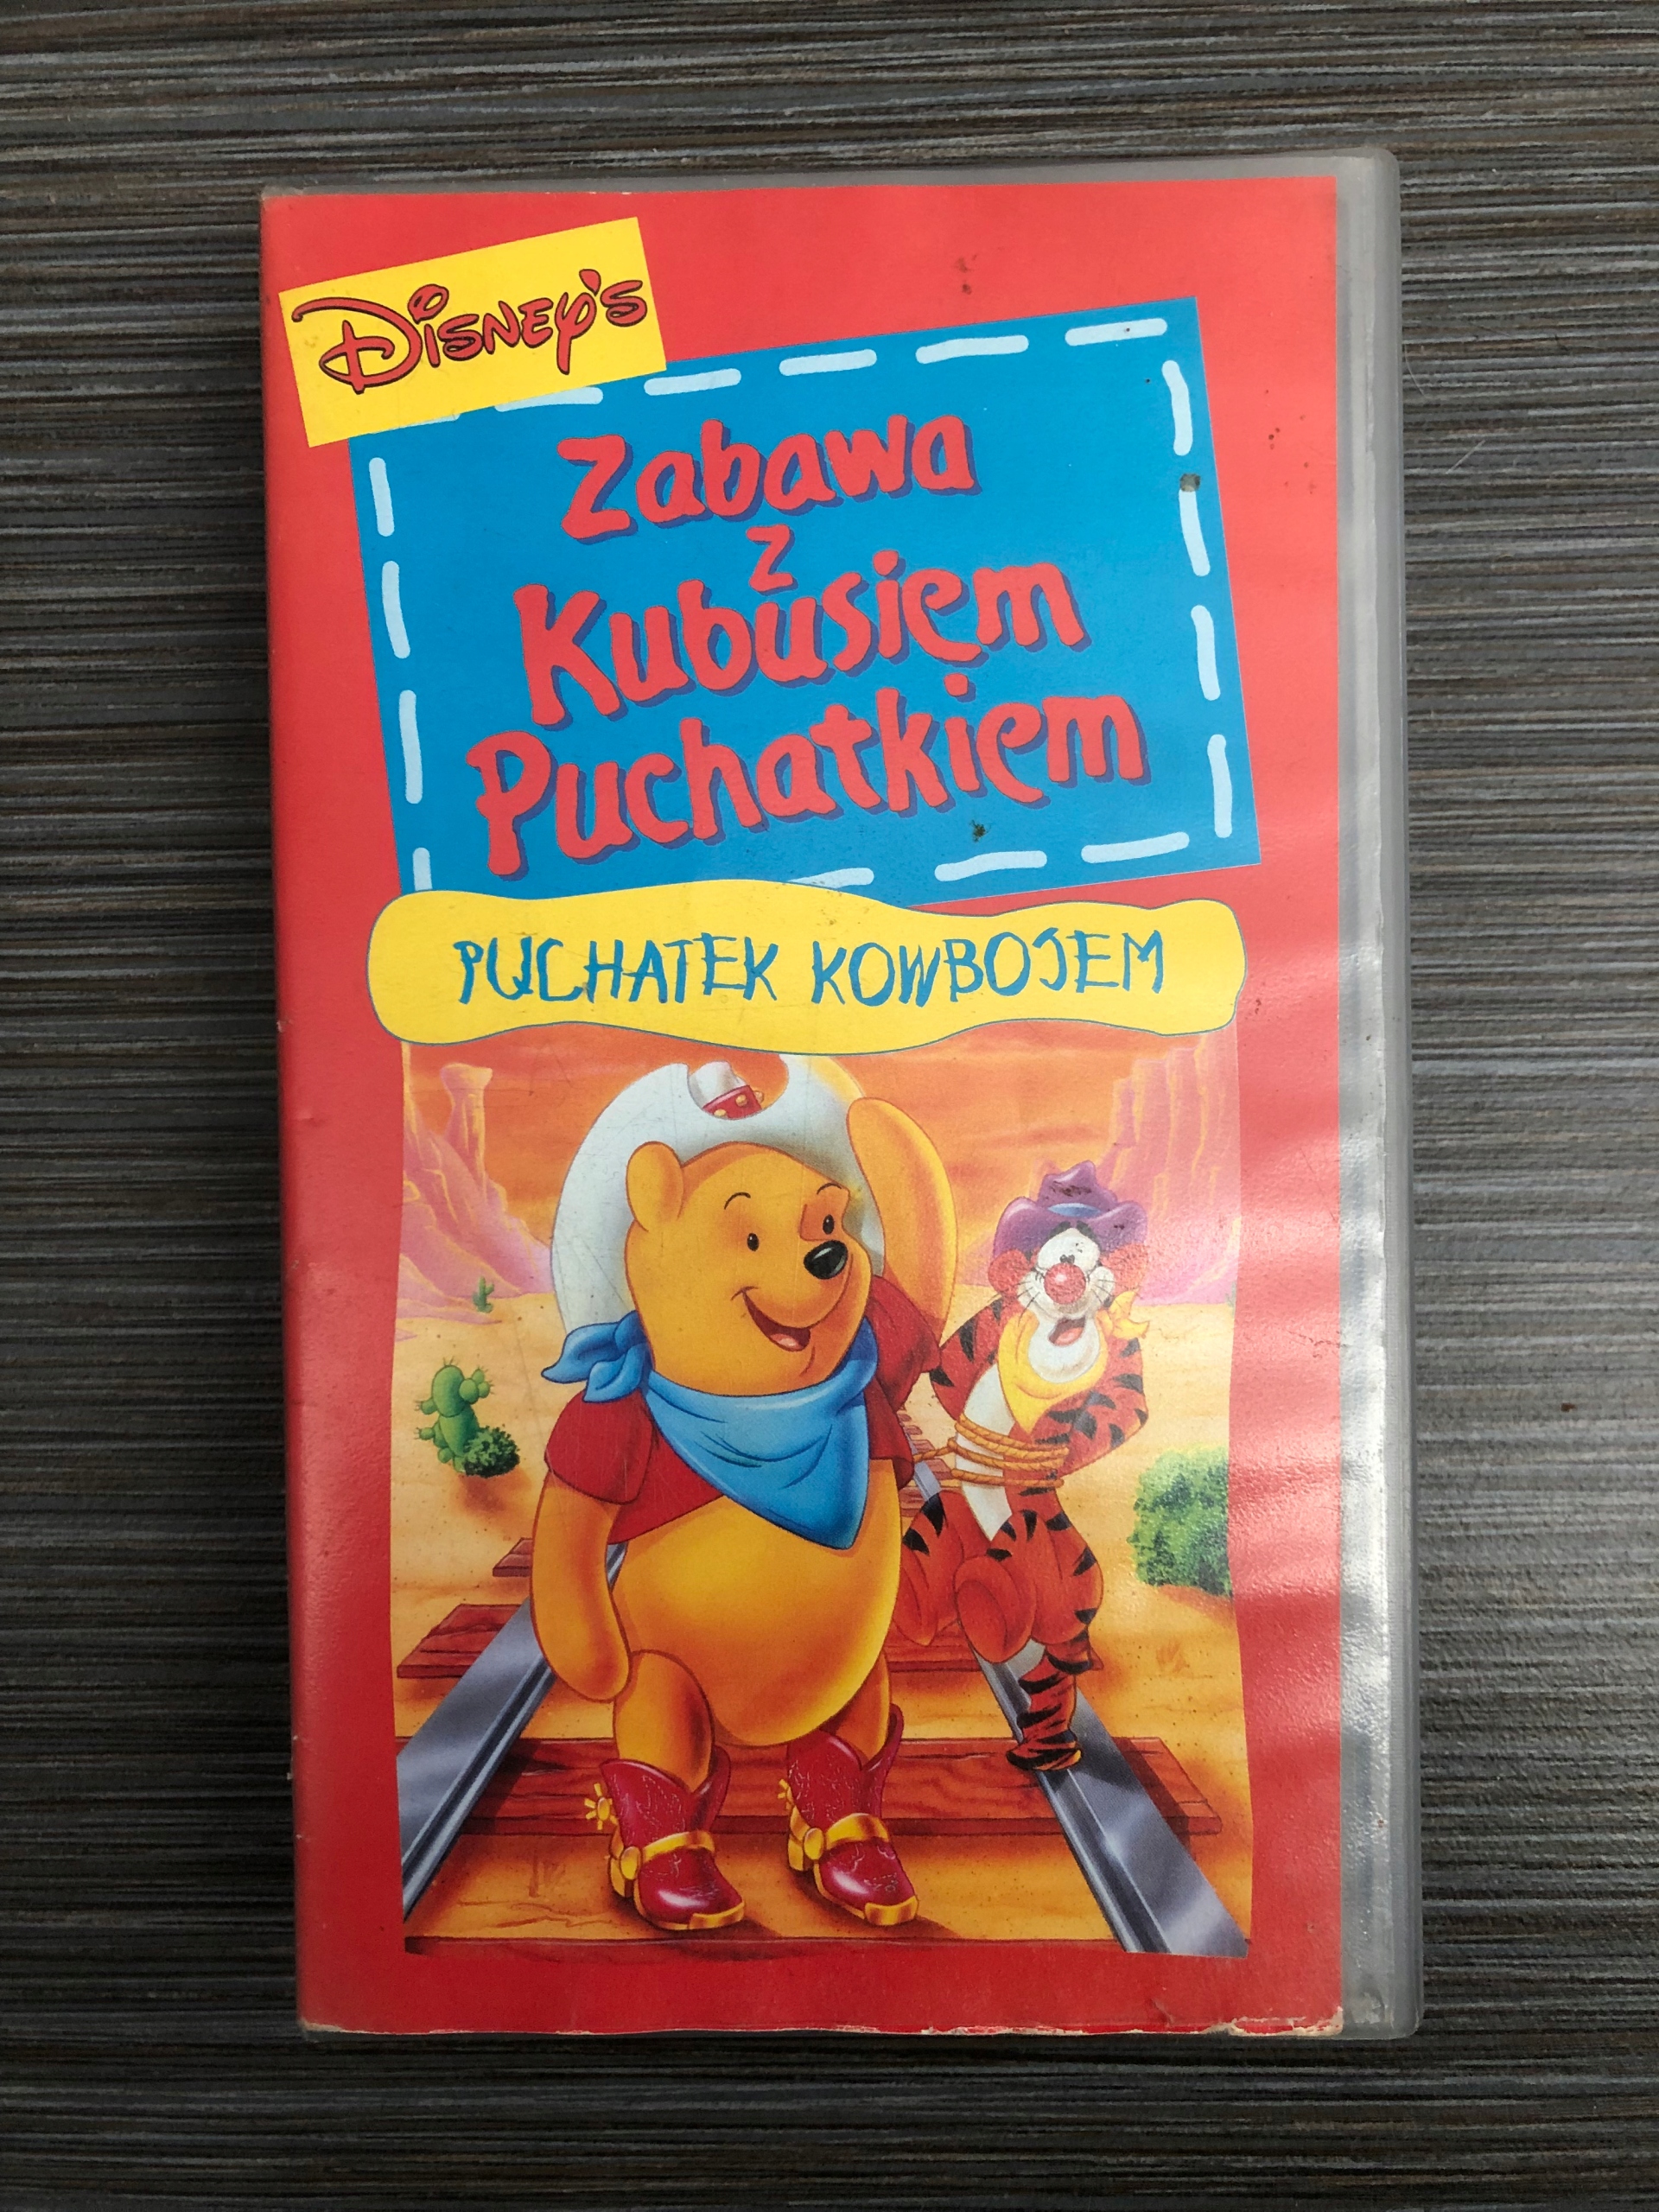 Disney's
Zabawa
z
Kubusiem
Puchatkiem
PUCHATEK KOWBOJEM